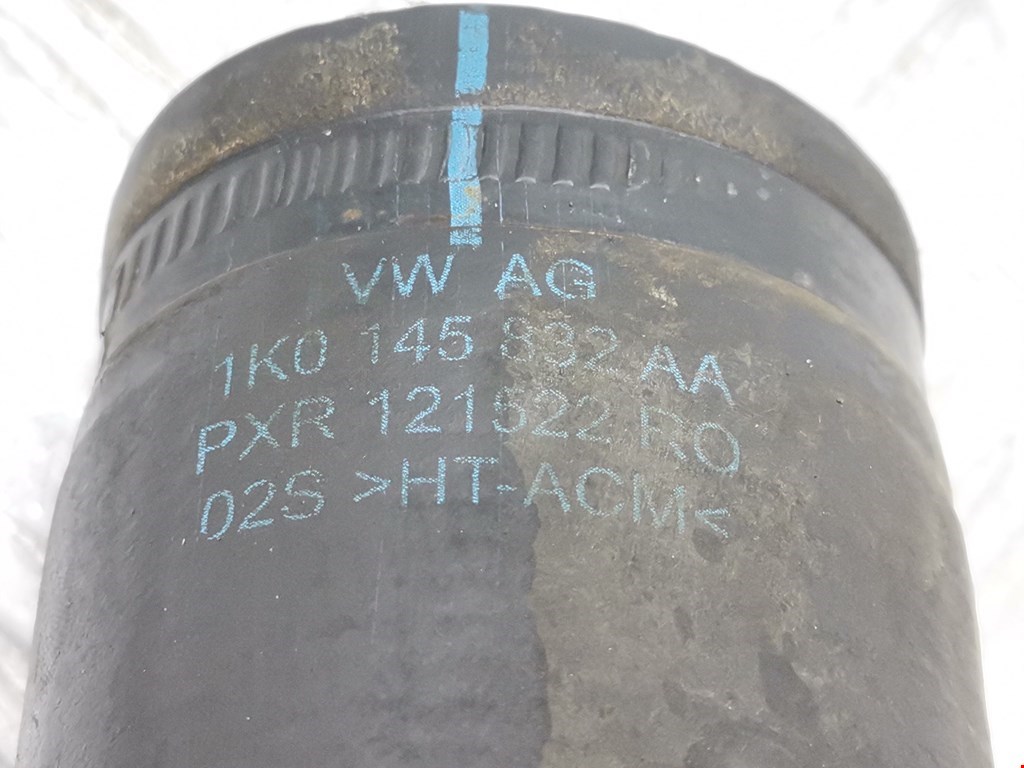 VW AG
1K0 145 832 AA
PXR 121522 RO
02S >HT-ACM<